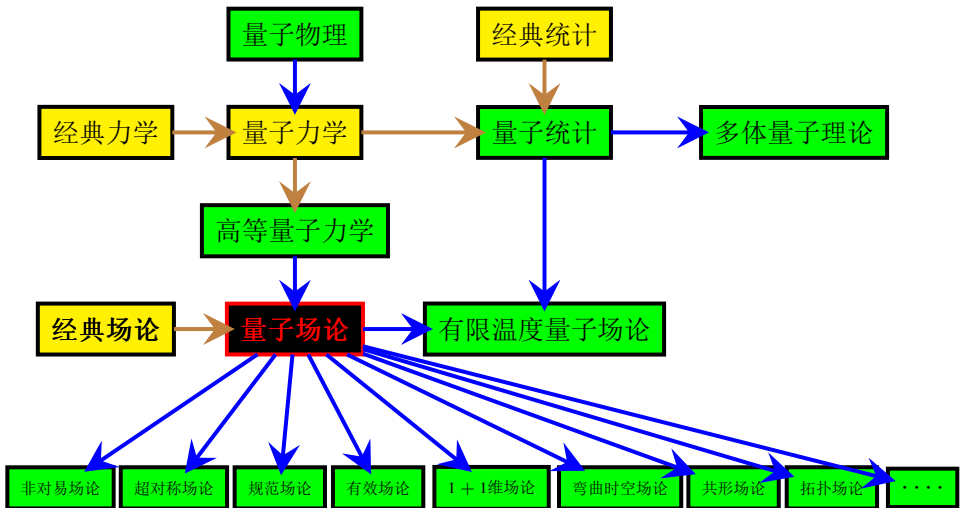 量子物理
经典统计
经典力学
量子力学
量子统计
多体量子理论
高等量子力学
经典场论
量子场论
有限温度量子场论
非对易场论
超对称场论
规范场论
有效场论
1 + 1维场论
弯曲时空场论
共形场论
拓扑场论
····